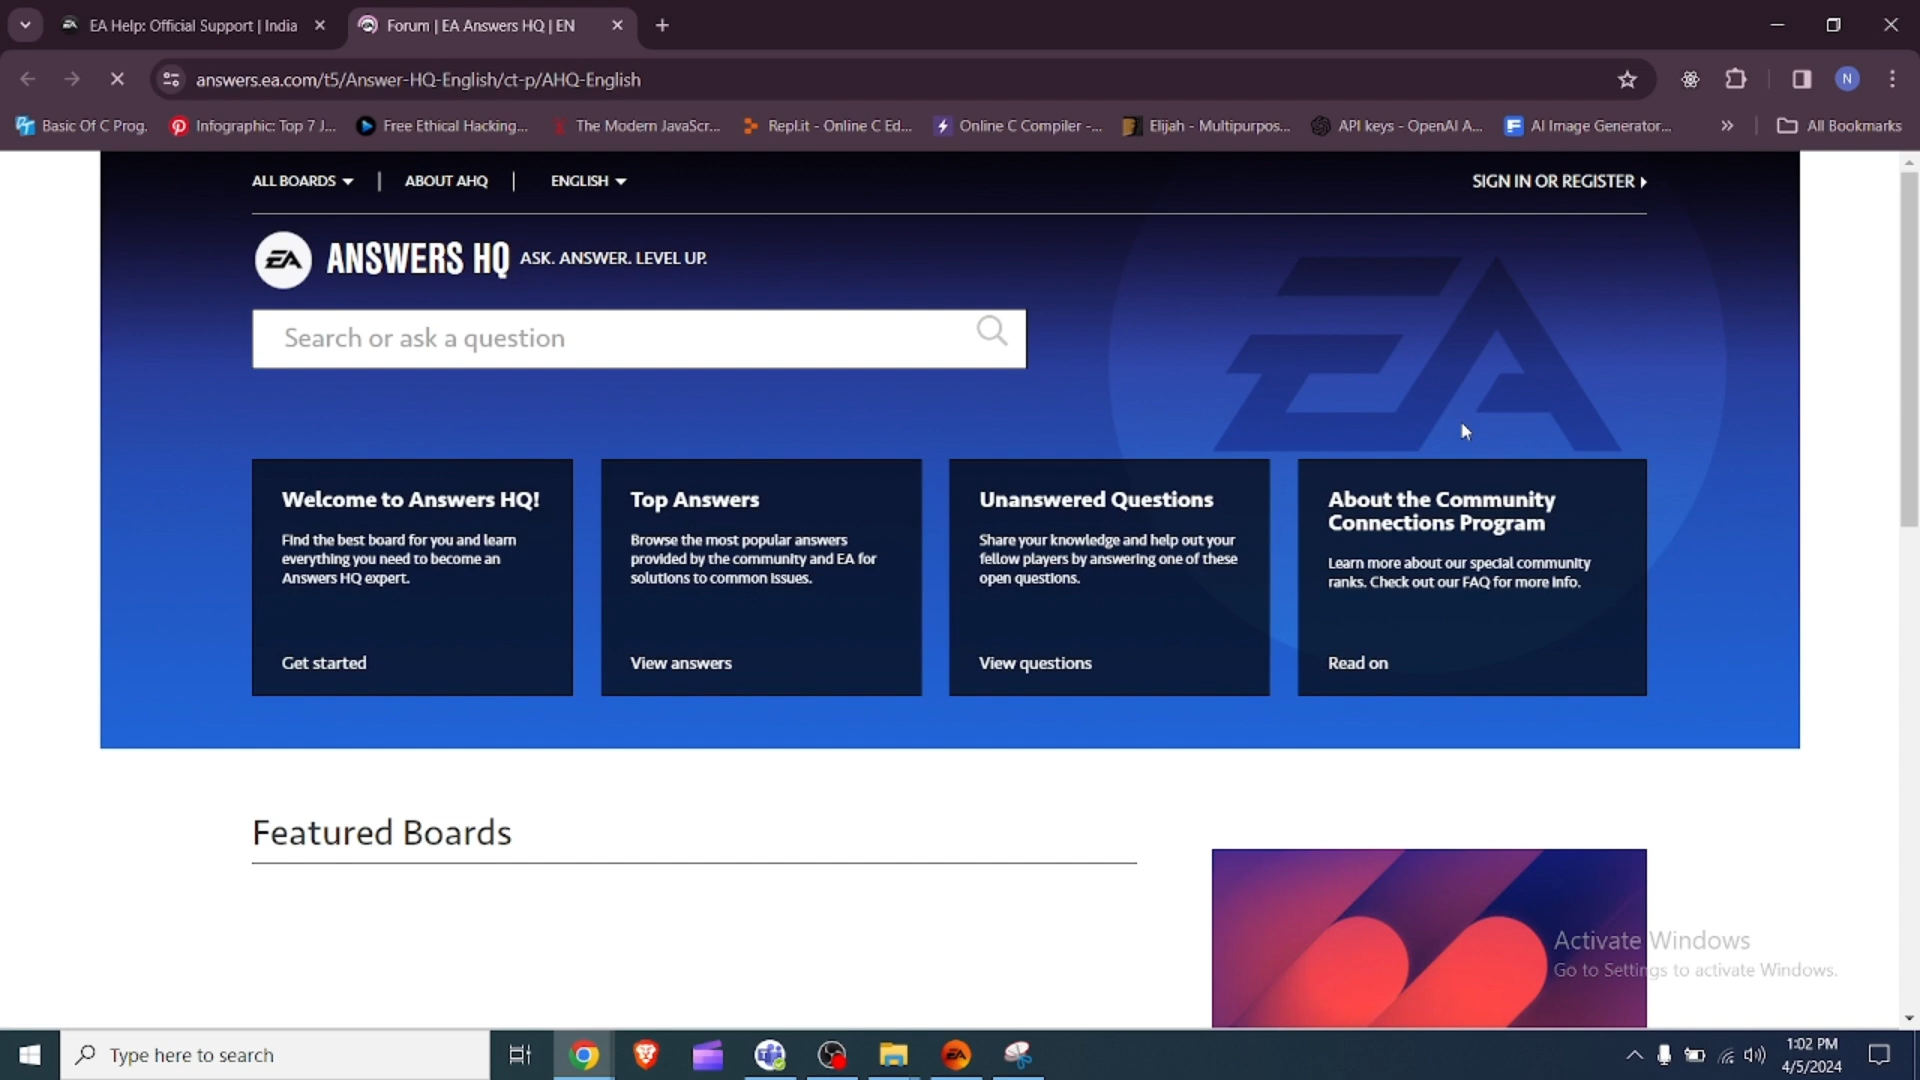 EA Help: Official Support | India
Forum | EA Answers HQ | EN
answers.ea.com/t5/Answer-HQ-English/ct-p/AHQ-English
N
Basic Of C Prog.
Infographic: Top 7 J...
Free Ethical Hacking...
The Modern JavaScr...
Repl.it - Online C Ed...
Online C Compiler -...
Elijah - Multipurpos...
API keys - OpenAI A...
AI Image Generator...
All Bookmarks
ALL BOARDS
ABOUT AHQ
ENGLISH
SIGN IN OR REGISTER
EA
ANSWERS HQ
ASK. ANSWER. LEVEL UP.
Search or ask a question
EA
Welcome to Answers HQ!
Find the best board for you and learn
everything you need to become an
Answers HQ expert.
Get started
Top Answers
Browse the most popular answers
provided by the community and EA for
solutions to common issues.
View answers
Unanswered Questions
Share your knowledge and help out your
fellow players by answering one of these
open questions.
View questions
About the Community
Connections Program
Learn more about our special community
ranks. Check out our FAQ for more info.
Read on
Featured Boards
Activate Windows
Go to Settings to activate Windows.
Type here to search
EA
1:02 PM
4/5/2024